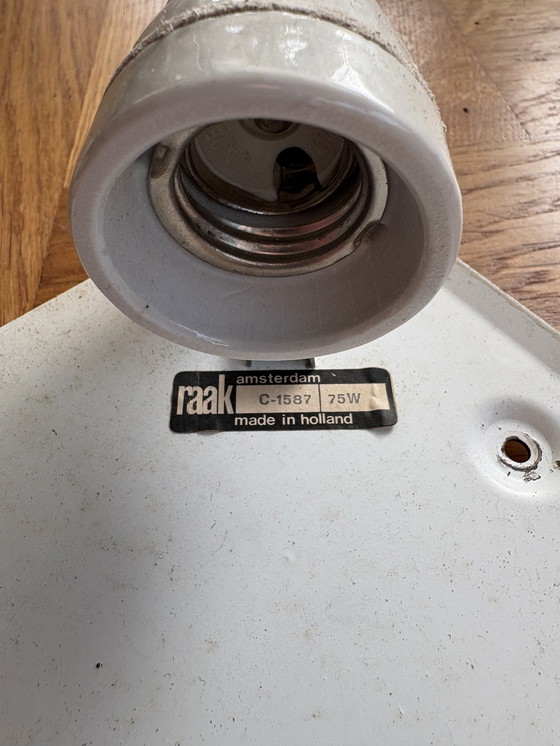 amsterdam
raak C-1587 75W
made in holland